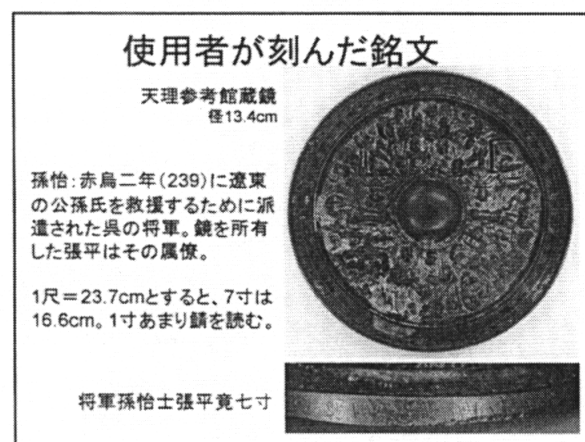 使用者が刻んだ銘文
天理参考館蔵鏡
径13.4cm
孫怡:赤烏二年(239)に遼東
の公孫氏を救援するために派
遣された呉の将軍。鏡を所有
した張平はその属僚。
1尺=23.7cmとすると、7寸は
16.6cm。1寸あまり鯖を読む。
将軍孫怡士張平竟七寸